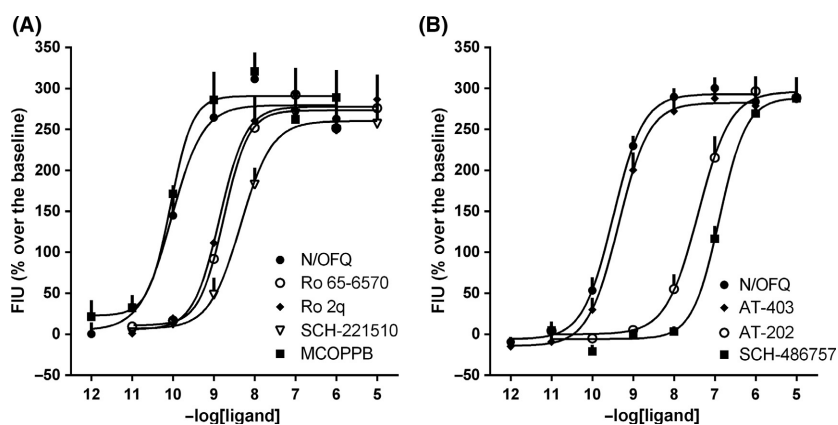 (A)
FIU (% over the baseline)
350
300
250
200
150
100
50
0
−50
N/OFQ
Ro 65-6570
Ro 2q
SCH-221510
MCOPPB
12 11 10 9 8 7 6 5
−log[ligand]
(B)
FIU (% over the baseline)
350
300
250
200
150
100
50
0
−50
N/OFQ
AT-403
AT-202
SCH-486757
12 11 10 9 8 7 6 5
−log[ligand]